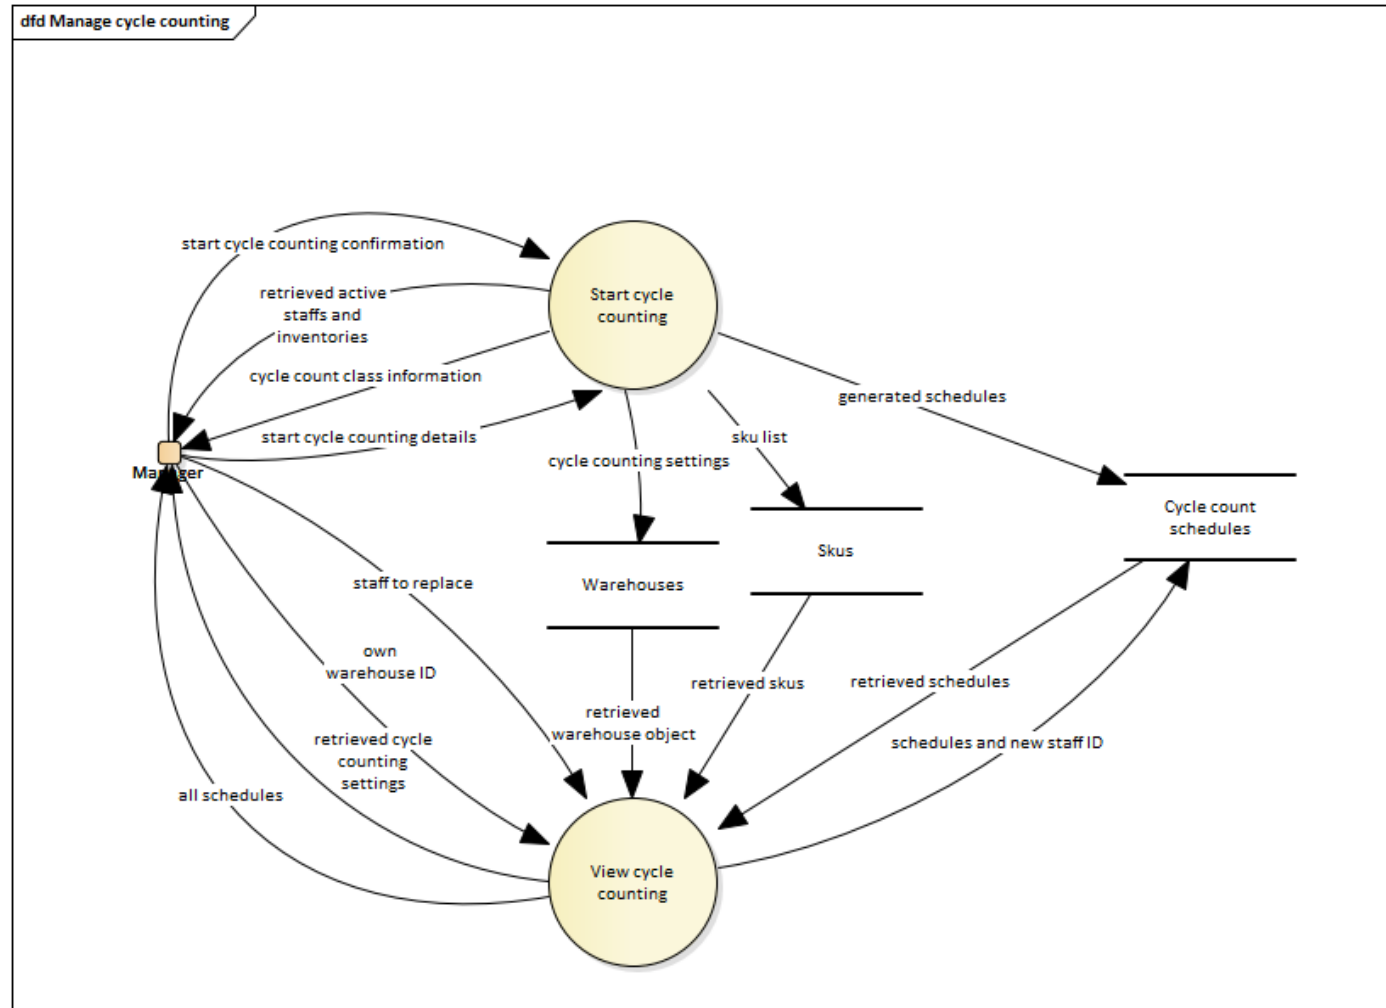 dfd Manage cycle counting
start cycle counting confirmation
retrieved active
staffs and
inventories
cycle count class information
start cycle counting details
Start cycle
counting
generated schedules
sku list
cycle counting settings
Manager
Cycle count
schedules
Skus
Warehouses
staff to replace
own
warehouse ID
retrieved skus
retrieved schedules
retrieved
warehouse object
retrieved cycle
counting
settings
schedules and new staff ID
all schedules
View cycle
counting